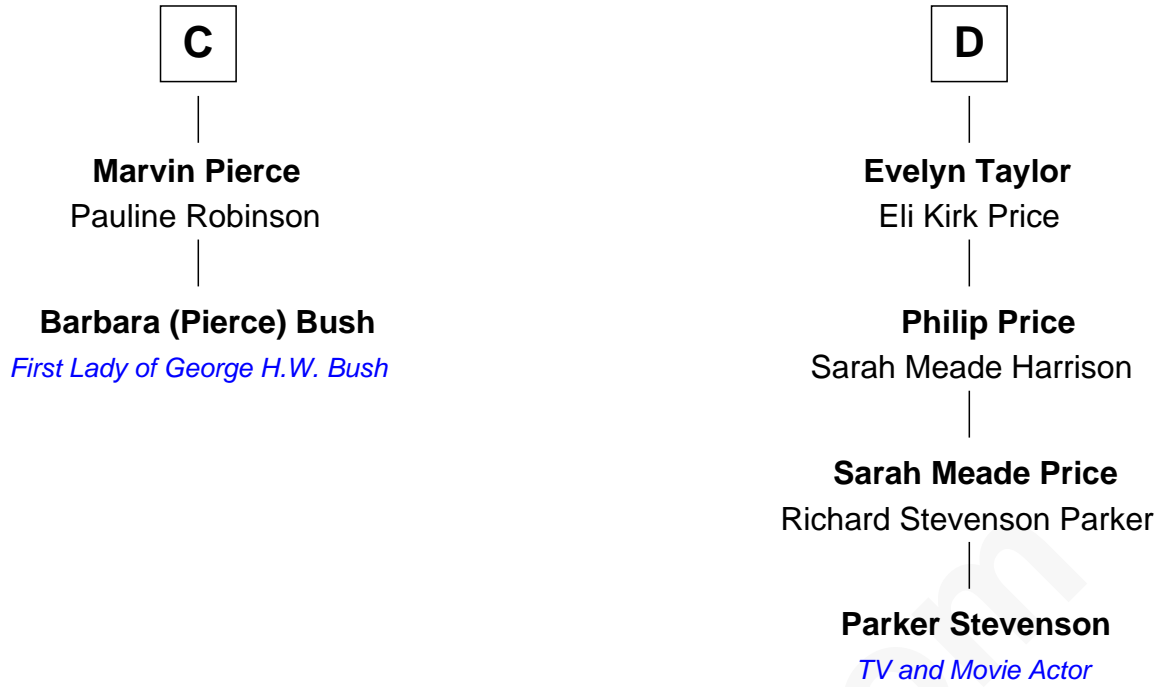 C
Marvin Pierce
Pauline Robinson
Barbara (Pierce) Bush
First Lady of George H.W. Bush
D
Evelyn Taylor
Eli Kirk Price
Philip Price
Sarah Meade Harrison
Sarah Meade Price
Richard Stevenson Parker
Parker Stevenson
TV and Movie Actor